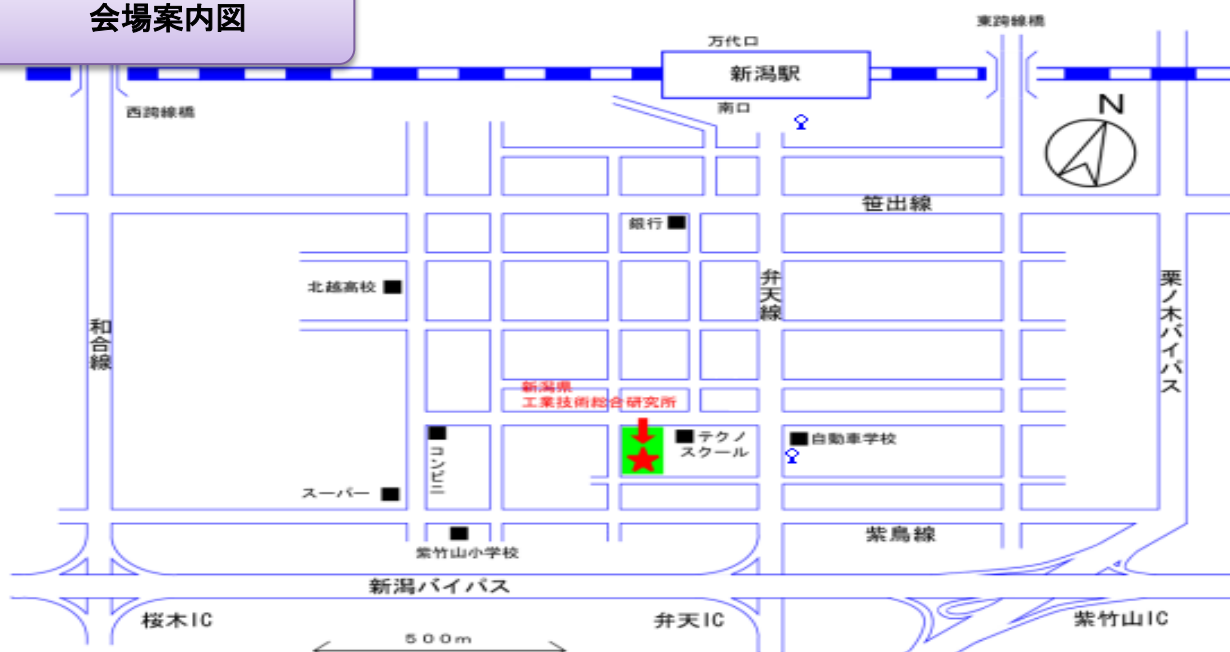 会場案内図
東跨線橋
万代口
新潟駅
N
西跨線橋
南口
笹出線
銀行
北越高校
弁天線
栗ノ木バイパス
和合線
新潟県
工業技術総合研究所
テクノ
スクール
自動車学校
コンビニ
スーパー
紫鳥線
紫竹山小学校
新潟バイパス
桜木IC
弁天IC
紫竹山IC
500m